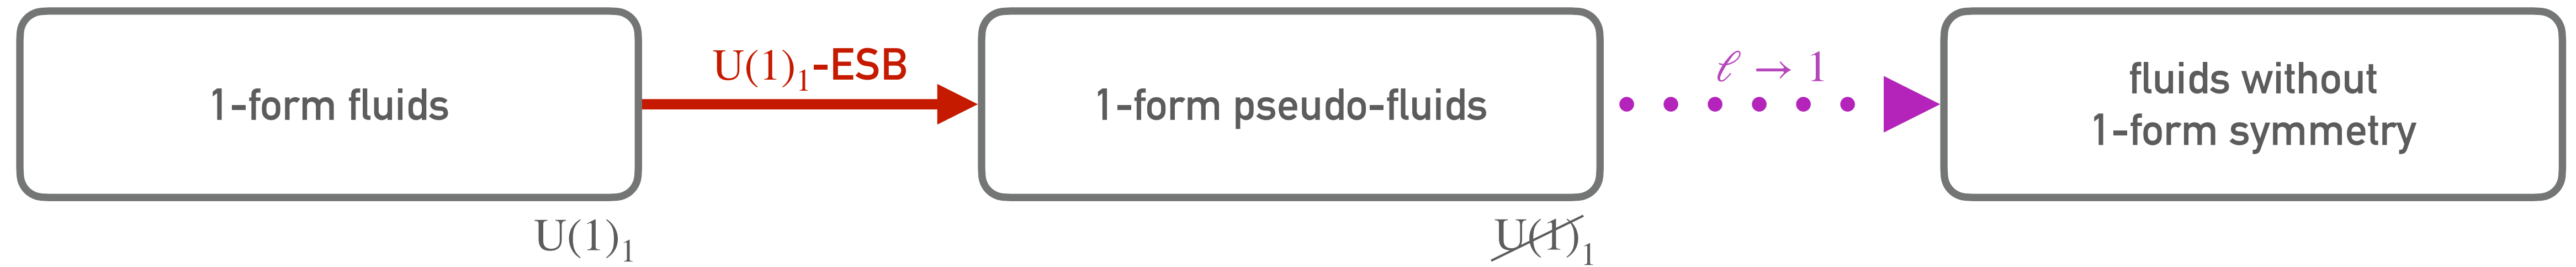 1-form fluids
U(1)₁-ESB
1-form pseudo-fluids
ℓ → 1
fluids without
1-form symmetry
U(1)₁
U(1)₁